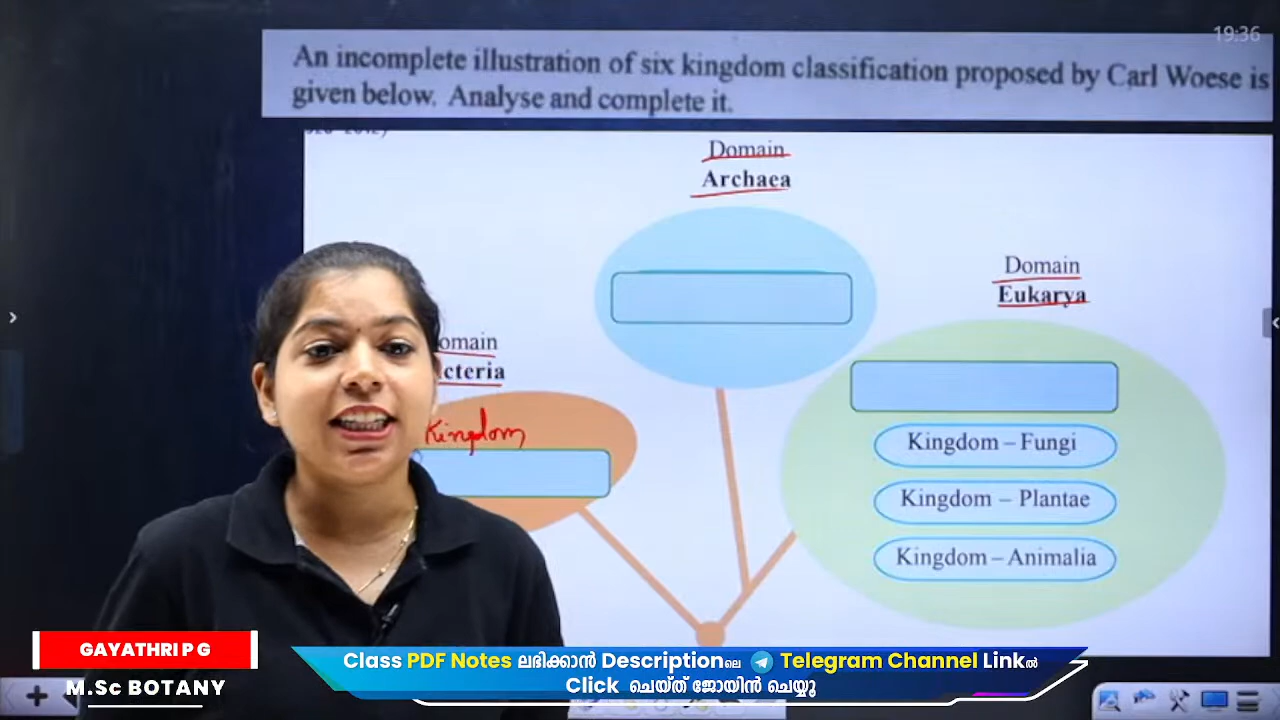 19:36
An incomplete illustration of six kingdom classification proposed by Carl Woese is
given below. Analyse and complete it.
Domain
Archaea
Domain
Eukarya
omain
cteria
Kingdom
Kingdom – Fungi
Kingdom – Plantae
Kingdom – Animalia
GAYATHRI P G
M.Sc BOTANY
Class PDF Notes ലഭിക്കാൻ Descriptionലെ Telegram Channel Linkൽ
Click ചെയ്ത് ജോയിൻ ചെയ്യൂ